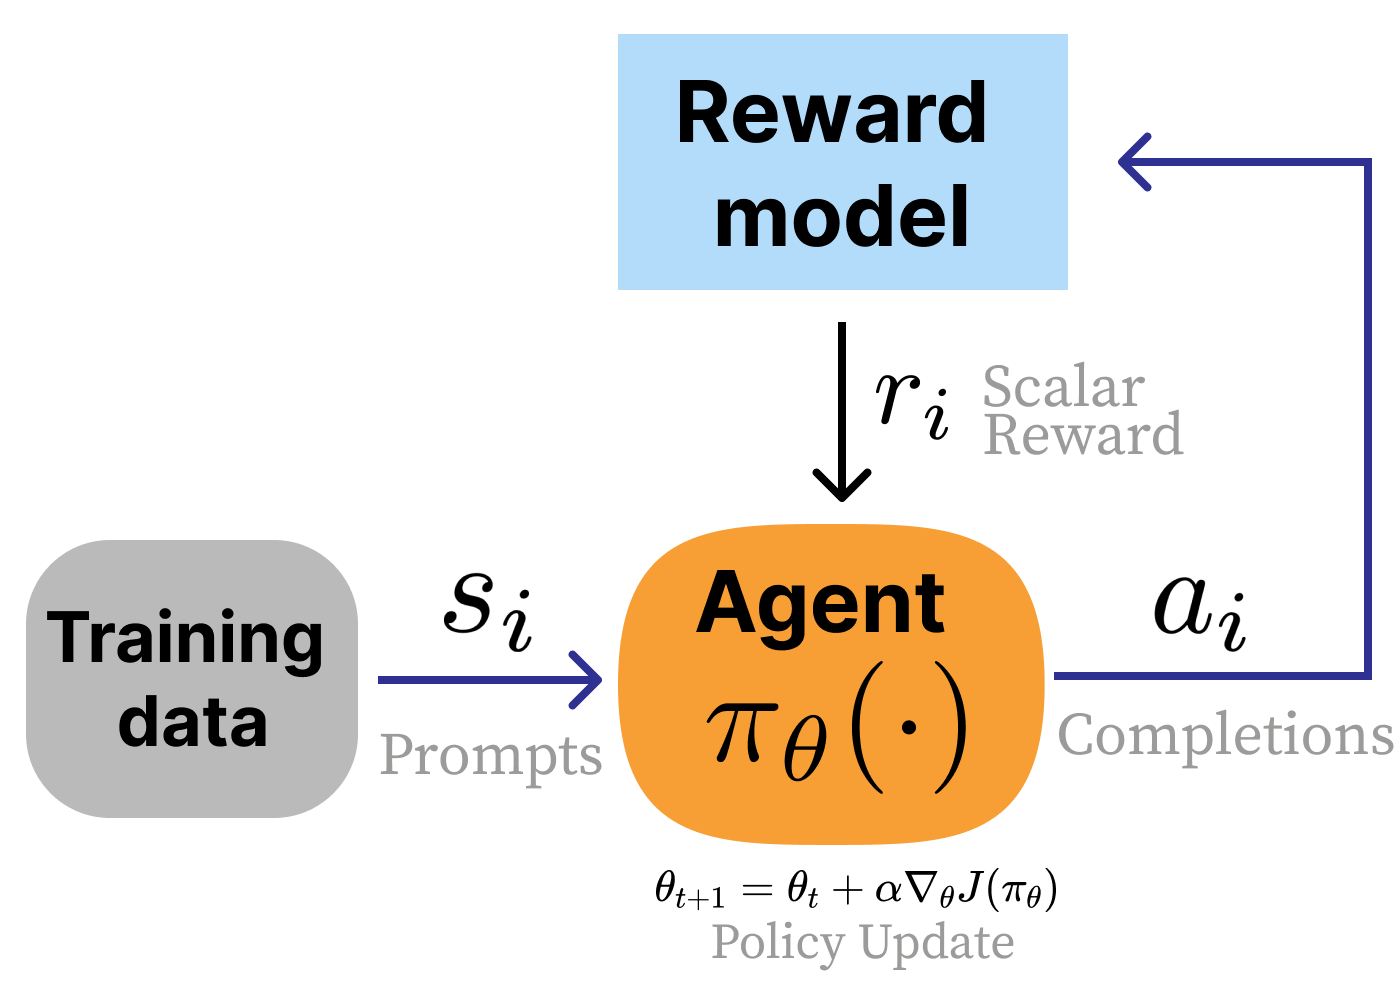 Reward
model
r_i
Scalar
Reward
Training
data
s_i
Prompts
Agent
π_θ(·)
a_i
Completions
θ_{t+1} = θ_t + α∇_θJ(π_θ)
Policy Update